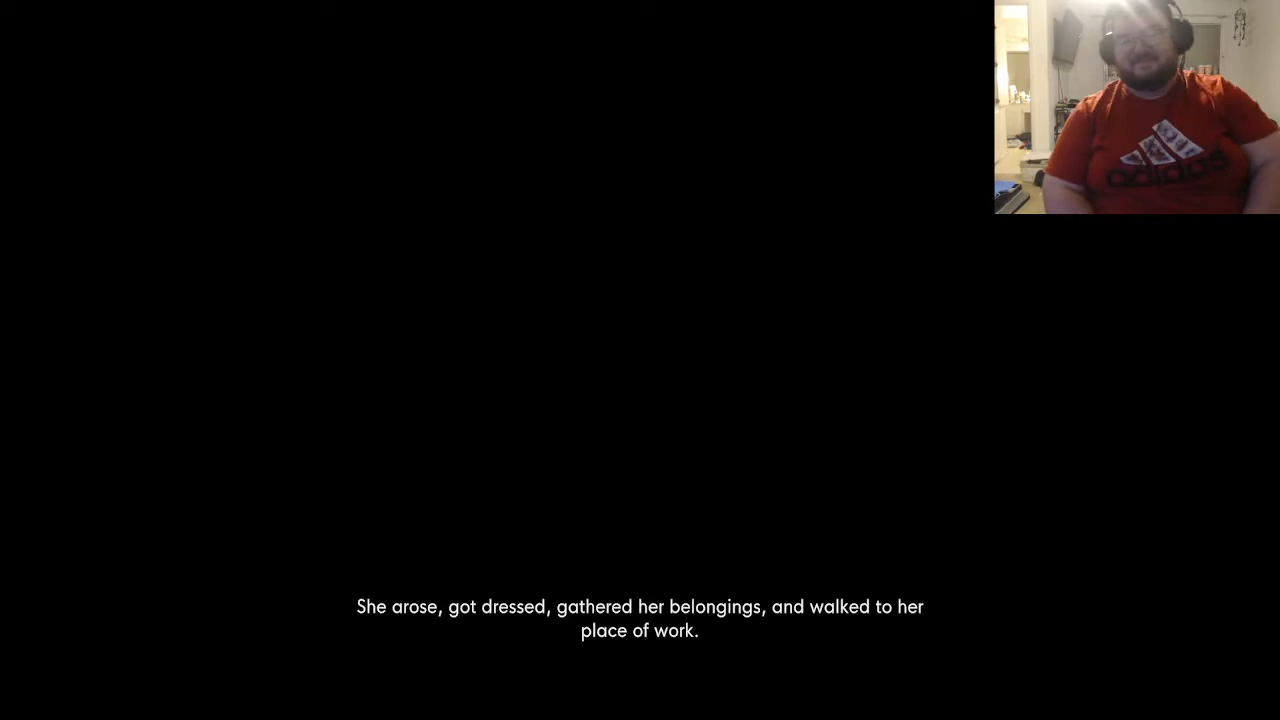 adidas
She arose, got dressed, gathered her belongings, and walked to her
place of work.